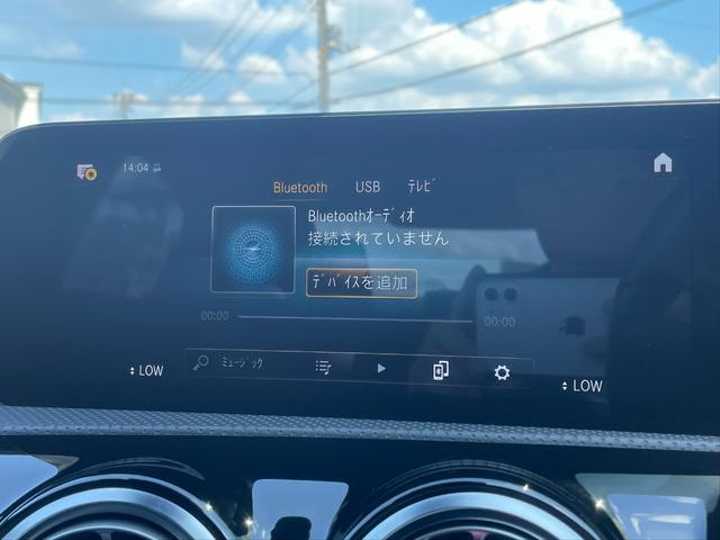 14:04
Bluetooth USB ﾃﾚﾋﾞ
Bluetoothｵｰﾃﾞｨｵ
接続されていません
ﾃﾞﾊﾞｲｽを追加
00:00 00:00
ﾐｭｰｼﾞｯｸ
LOW LOW